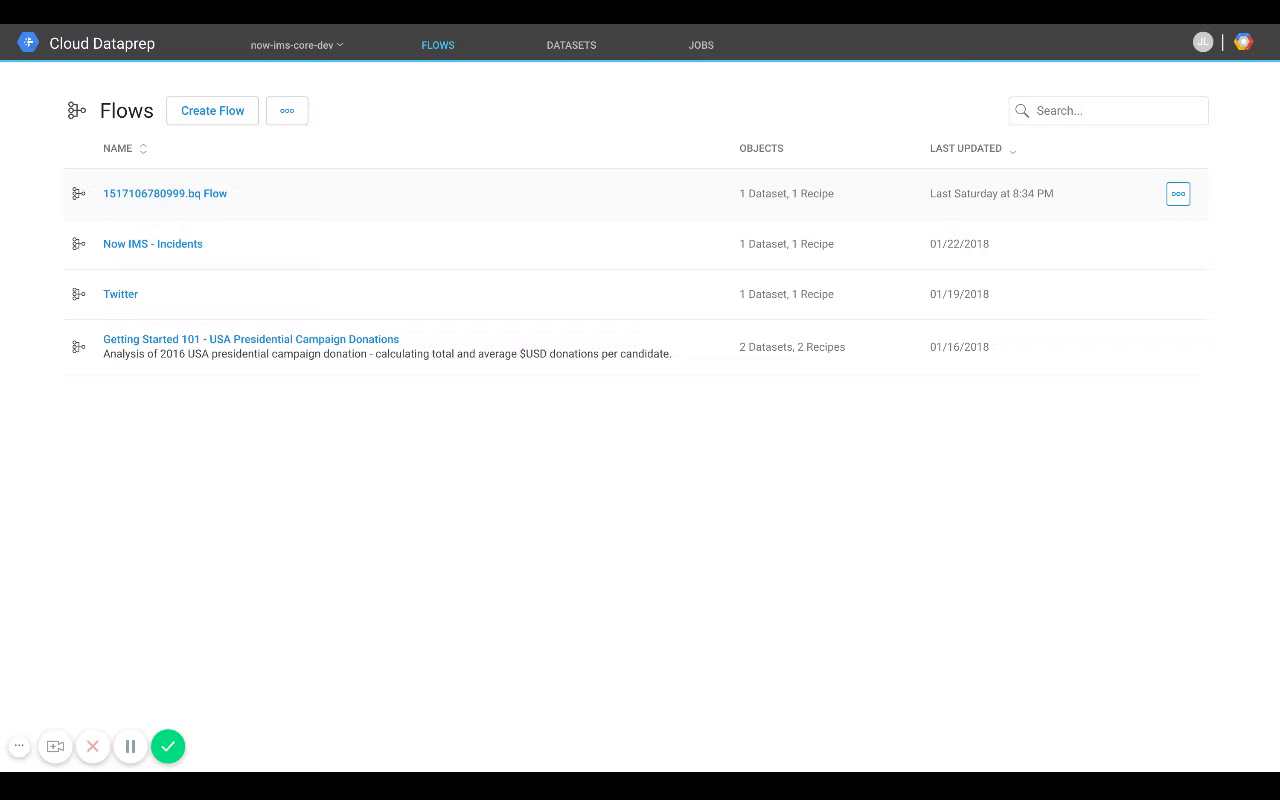 Cloud Dataprep
now-ims-core-dev
FLOWS
DATASETS
JOBS
JL
Flows
Create Flow
Search...
NAME
OBJECTS
LAST UPDATED
1517106780999.bq Flow
1 Dataset, 1 Recipe
Last Saturday at 8:34 PM
Now IMS - Incidents
1 Dataset, 1 Recipe
01/22/2018
Twitter
1 Dataset, 1 Recipe
01/19/2018
Getting Started 101 - USA Presidential Campaign Donations
Analysis of 2016 USA presidential campaign donation - calculating total and average $USD donations per candidate.
2 Datasets, 2 Recipes
01/16/2018